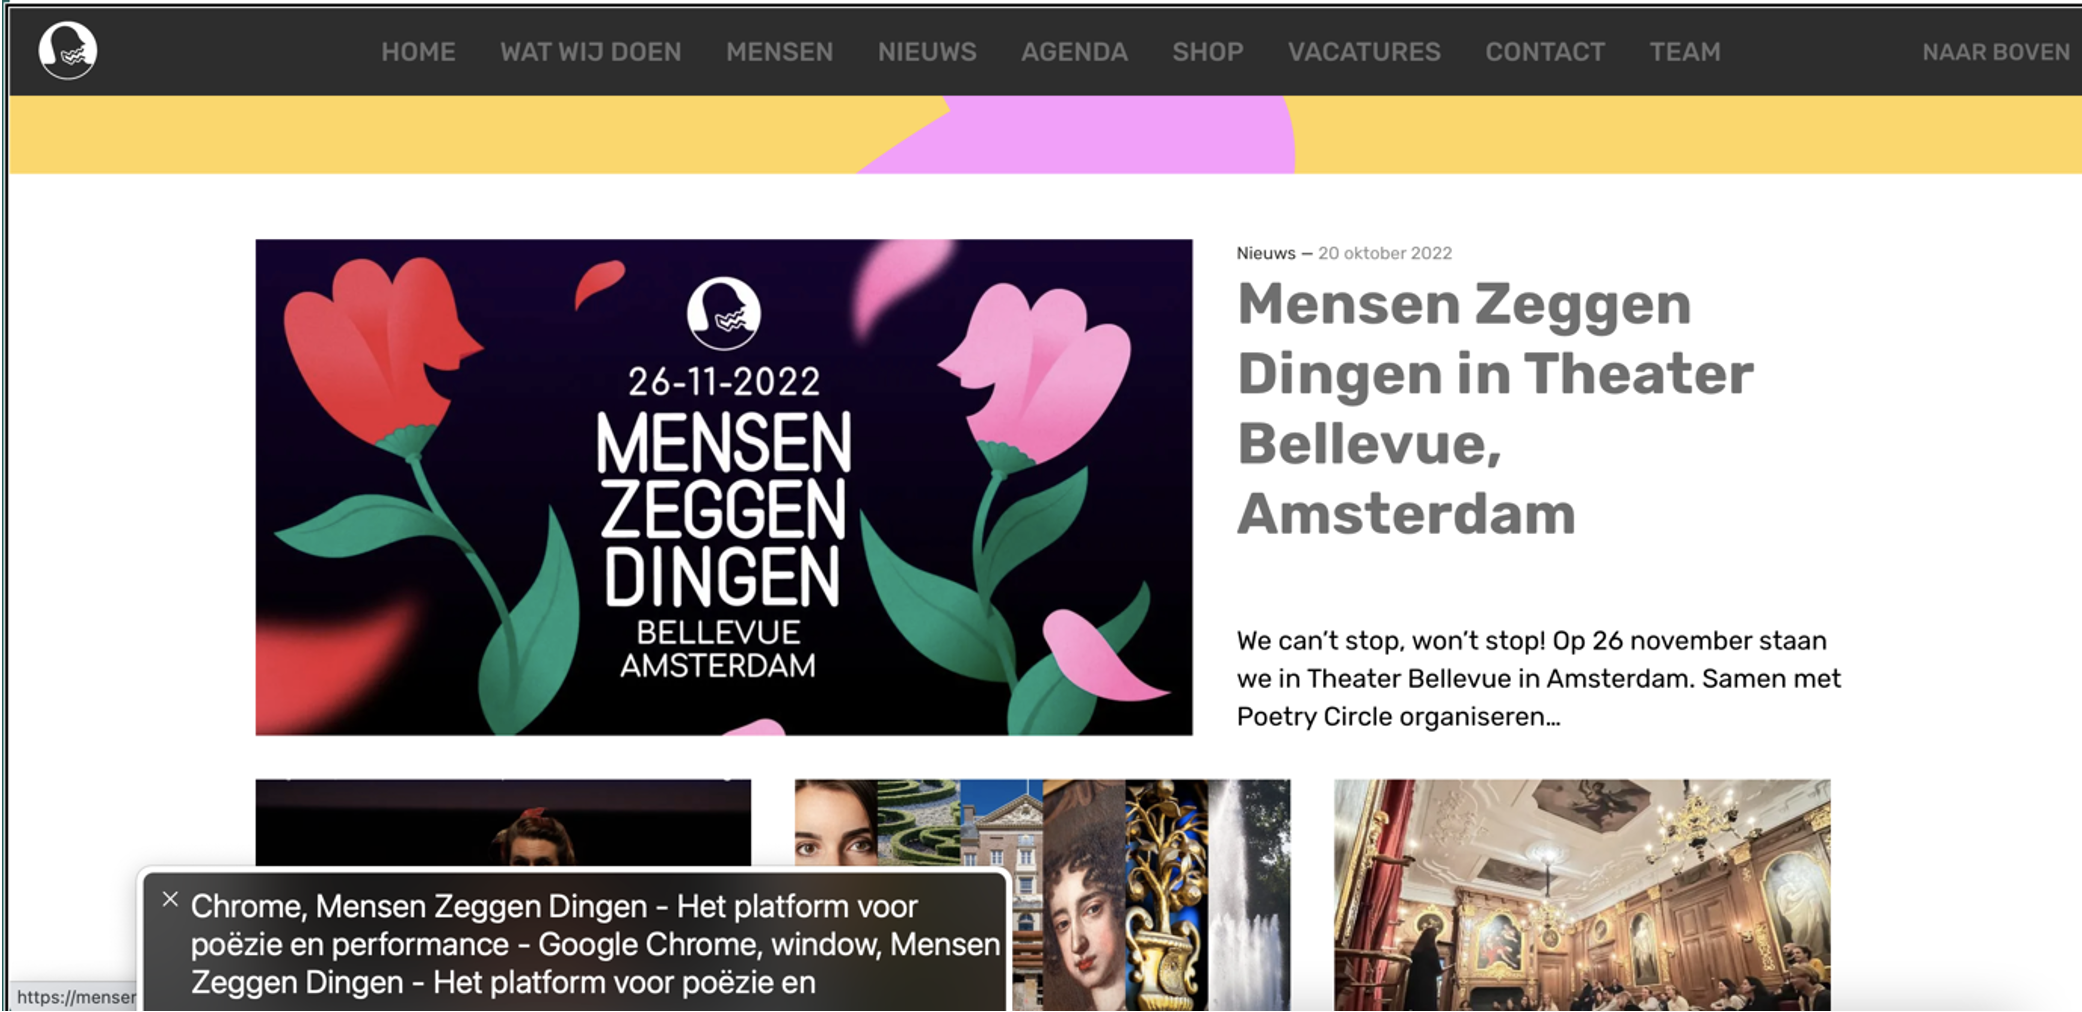 HOME WAT WIJ DOEN MENSEN NIEUWS AGENDA SHOP VACATURES CONTACT TEAM NAAR BOVEN
26-11-2022
MENSEN
ZEGGEN
DINGEN
BELLEVUE
AMSTERDAM
Nieuws – 20 oktober 2022
Mensen Zeggen
Dingen in Theater
Bellevue,
Amsterdam
We can’t stop, won’t stop! Op 26 november staan
we in Theater Bellevue in Amsterdam. Samen met
Poetry Circle organiseren...
Chrome, Mensen Zeggen Dingen - Het platform voor
poëzie en performance - Google Chrome, window, Mensen
Zeggen Dingen - Het platform voor poëzie en
https://menser